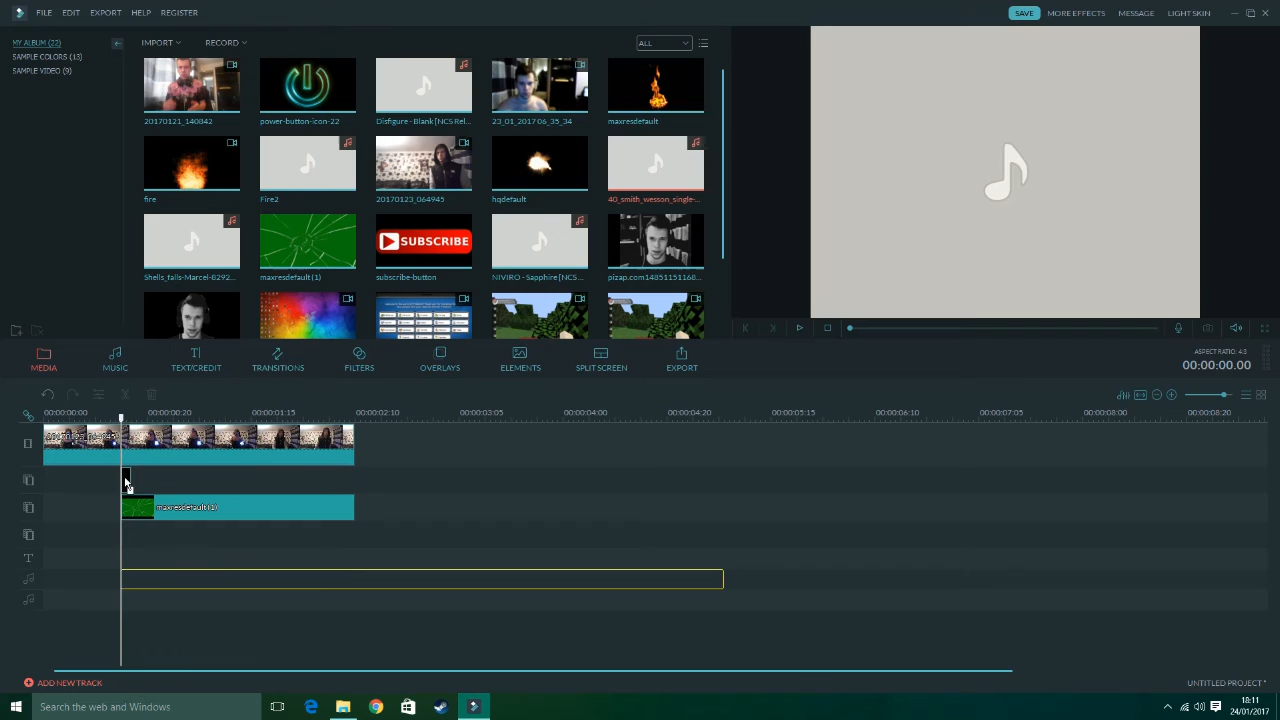 FILE EDIT EXPORT HELP REGISTER
SAVE MORE EFFECTS MESSAGE LIGHT SKIN
MY ALBUM (22)
SAMPLE COLORS (13)
SAMPLE VIDEO (9)
IMPORT RECORD ALL
20170121_140842 power-button-icon-22 Disfigure - Blank [NCS Rel... 23_01_2017 06_35_34 maxresdefault
fire Fire2 20170123_064945 hqdefault 40_smith_wesson_single-...
SUBSCRIBE
Shells_falls-Marcel-8292... maxresdefault (1) subscribe-button NIVIRO - Sapphire [NCS... pizap.com14851151168...
MEDIA MUSIC TEXT/CREDIT TRANSITIONS FILTERS OVERLAYS ELEMENTS SPLIT SCREEN EXPORT
ASPECT RATIO: 4:3
00:00:00.00
00:00:00:00 00:00:00:20 00:00:01:15 00:00:02:10 00:00:03:05 00:00:04:00 00:00:04:20 00:00:05:15 00:00:06:10 00:00:07:05 00:00:08:00 00:00:08:20
20170123_064945
maxresdefault (1)
T
ADD NEW TRACK
UNTITLED PROJECT *
Search the web and Windows
18:11
24/01/2017